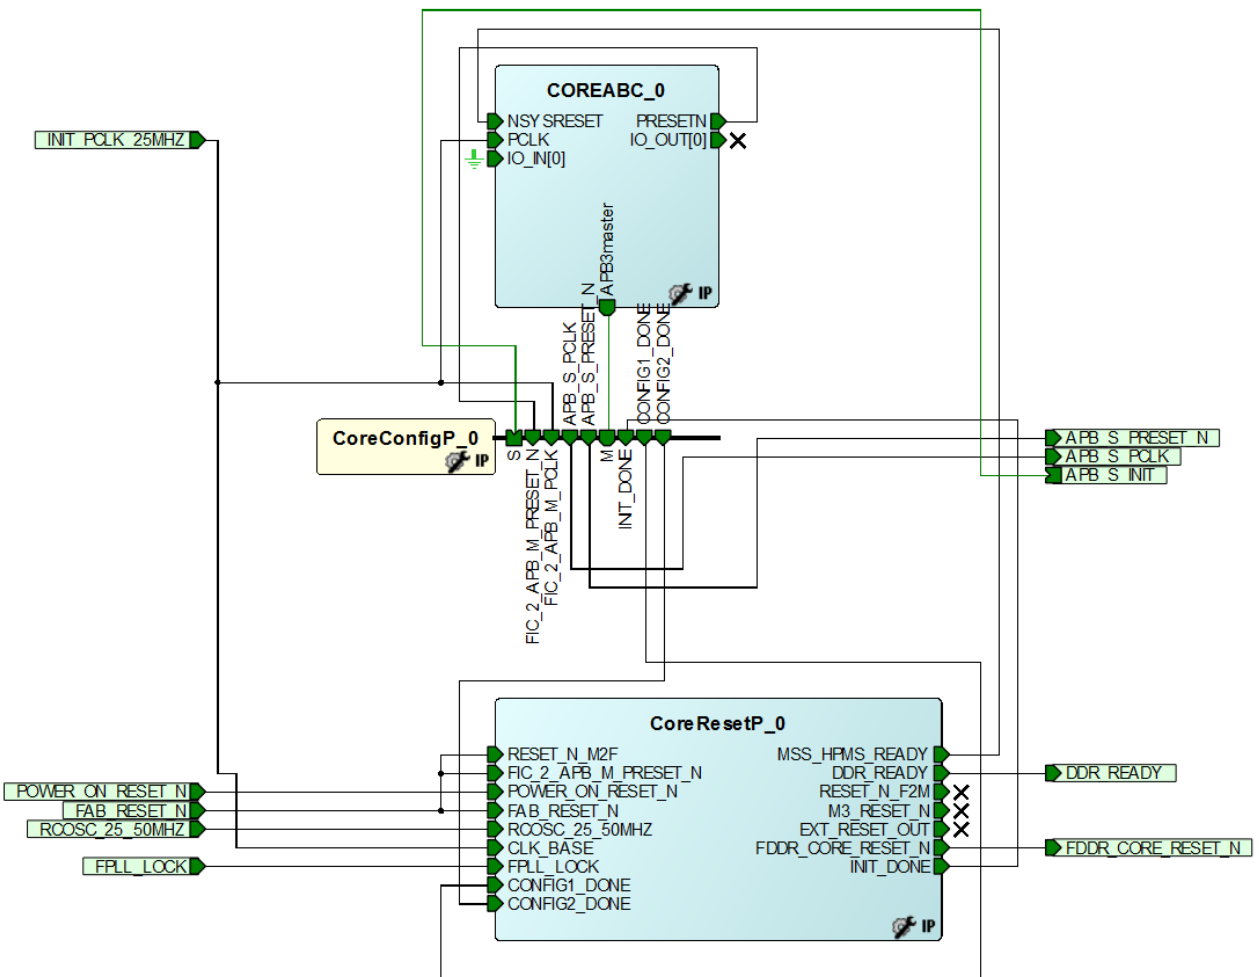 COREABC_0
NSYSRESET
PCLK
IO_IN[0]
PRESETN
IO_OUT[0]
APB3master
IP
INIT_PCLK_25MHZ
APB_S_PCLK
APB_S_PRESET_N
CONFIG1_DONE
CONFIG2_DONE
CoreConfigP_0
IP
S
FIC_2_APB_M_PRESET_N
FIC_2_APB_M_PCLK
M
INIT_DONE
APB_S_PRESET_N
APB_S_PCLK
APB_S_INIT
CoreResetP_0
RESET_N_M2F
FIC_2_APB_M_PRESET_N
POWER_ON_RESET_N
FAB_RESET_N
RCOSC_25_50MHZ
CLK_BASE
FPLL_LOCK
CONFIG1_DONE
CONFIG2_DONE
MSS_HPMS_READY
DDR_READY
RESET_N_F2M
M3_RESET_N
EXT_RESET_OUT
FDDR_CORE_RESET_N
INIT_DONE
IP
POWER_ON_RESET_N
FAB_RESET_N
RCOSC_25_50MHZ
FPLL_LOCK
DDR_READY
FDDR_CORE_RESET_N